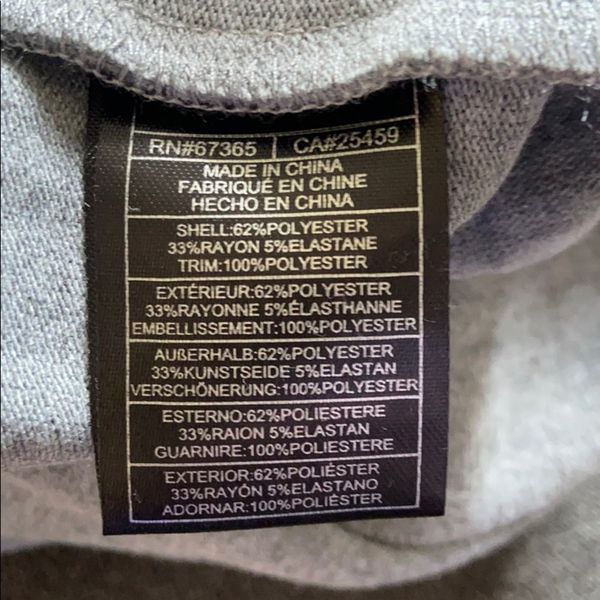 RN#67365 CA#25459
MADE IN CHINA
FABRIQUÉ EN CHINE
HECHO EN CHINA
SHELL:62%POLYESTER
33%RAYON 5%ELASTANE
TRIM:100%POLYESTER
EXTÉRIEUR:62%POLYESTER
33%RAYONNE 5%ÉLASTHANNE
EMBELLISSEMENT:100%POLYESTER
AUßERHALB:62%POLYESTER
33%KUNSTSEIDE 5%ELASTAN
VERSCHÖNERUNG:100%POLYESTER
ESTERNO:62%POLIESTERE
33%RAION 5%ELASTAN
GUARNIRE:100%POLIESTERE
EXTERIOR:62%POLIÉSTER
33%RAYÓN 5%ELASTANO
ADORNAR:100%POLIÉSTER